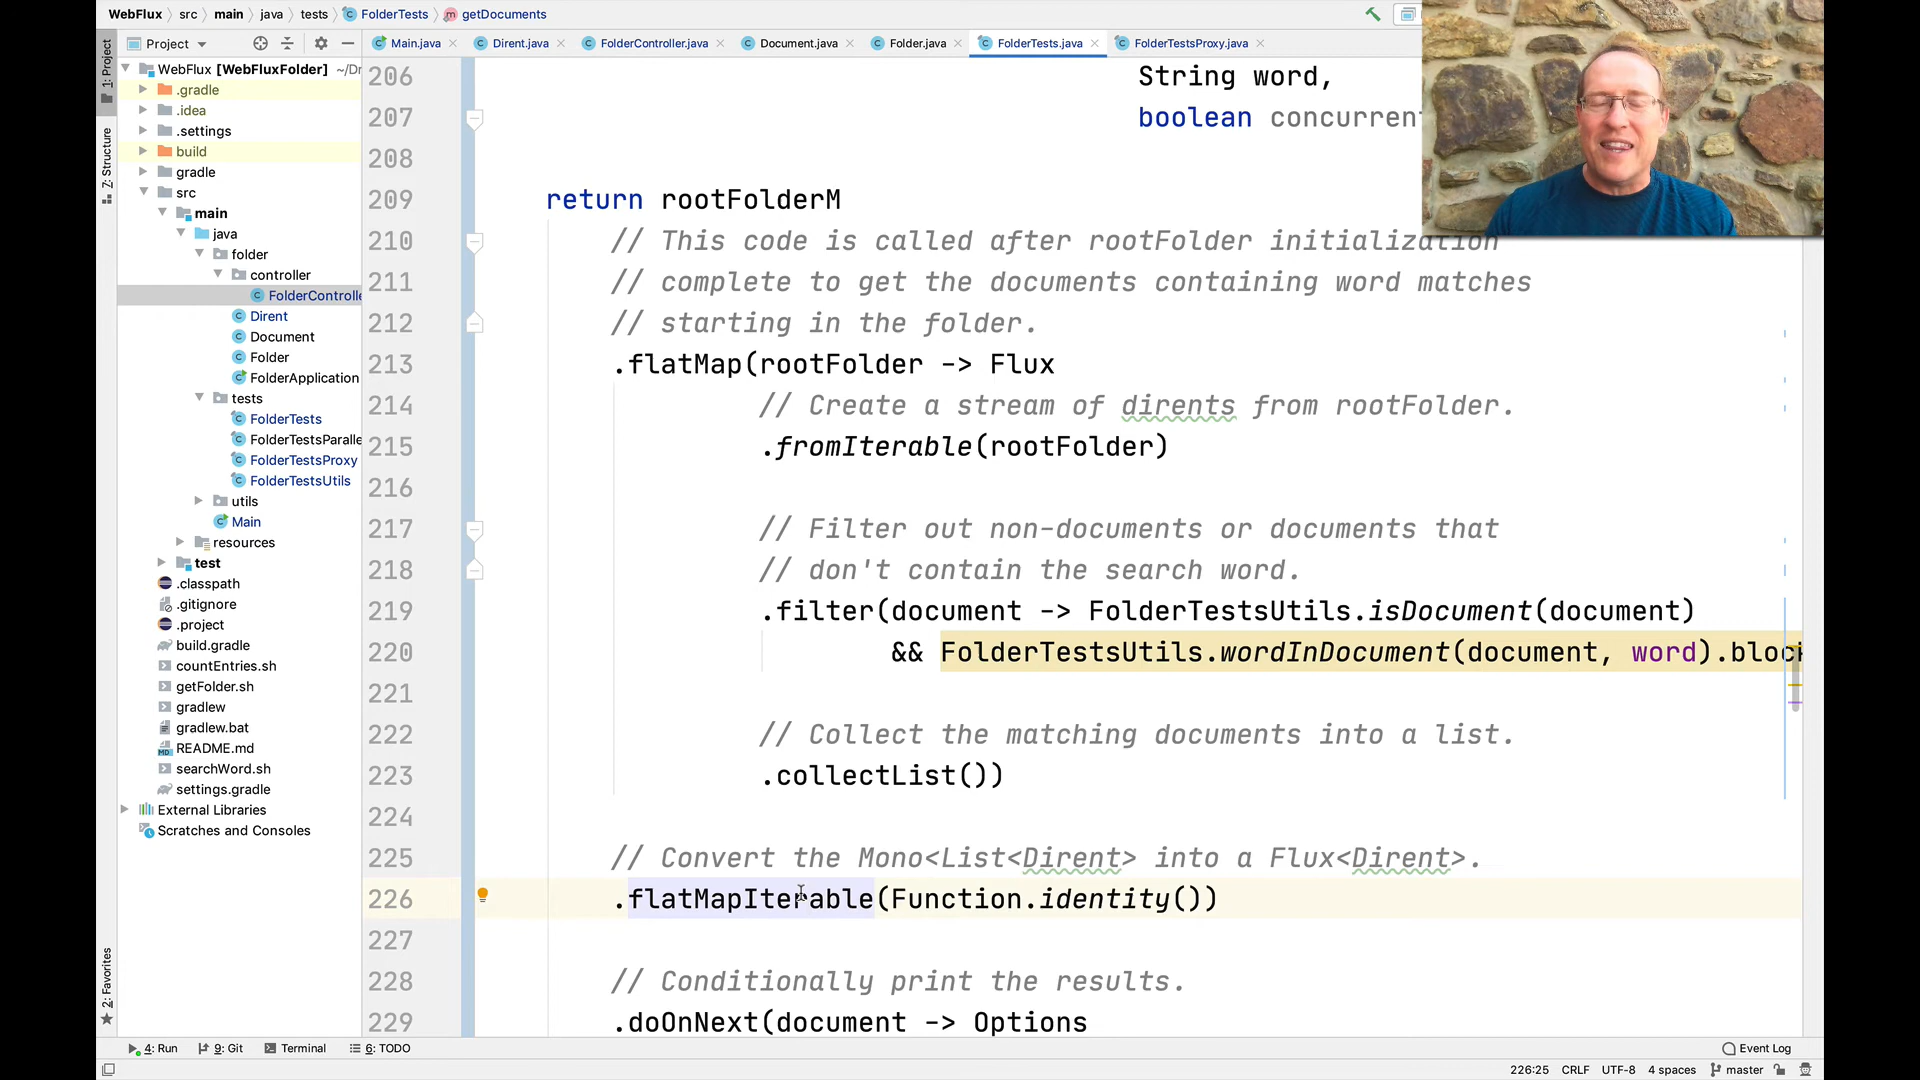 WebFlux src main java tests FolderTests getDocuments
Project
Main.java Dirent.java FolderController.java Document.java Folder.java FolderTests.java FolderTestsProxy.java
1: Project
Z: Structure
2: Favorites
WebFlux [WebFluxFolder] ~/Dr
.gradle
.idea
.settings
build
gradle
src
main
java
folder
controller
FolderControlle
Dirent
Document
Folder
FolderApplication
tests
FolderTests
FolderTestsParalle
FolderTestsProxy
FolderTestsUtils
utils
Main
resources
test
.classpath
.gitignore
.project
build.gradle
countEntries.sh
getFolder.sh
gradlew
gradlew.bat
README.md
searchWord.sh
settings.gradle
External Libraries
Scratches and Consoles
206 String word,
207 boolean concurrent
208
209 return rootFolderM
210 // This code is called after rootFolder initialization
211 // complete to get the documents containing word matches
212 // starting in the folder.
213 .flatMap(rootFolder -> Flux
214 // Create a stream of dirents from rootFolder.
215 .fromIterable(rootFolder)
216
217 // Filter out non-documents or documents that
218 // don't contain the search word.
219 .filter(document -> FolderTestsUtils.isDocument(document)
220 && FolderTestsUtils.wordInDocument(document, word).block
221
222 // Collect the matching documents into a list.
223 .collectList())
224
225 // Convert the Mono<List<Dirent> into a Flux<Dirent>.
226 .flatMapIterable(Function.identity())
227
228 // Conditionally print the results.
229 .doOnNext(document -> Options
4: Run 9: Git Terminal 6: TODO Event Log
226:25 CRLF UTF-8 4 spaces master